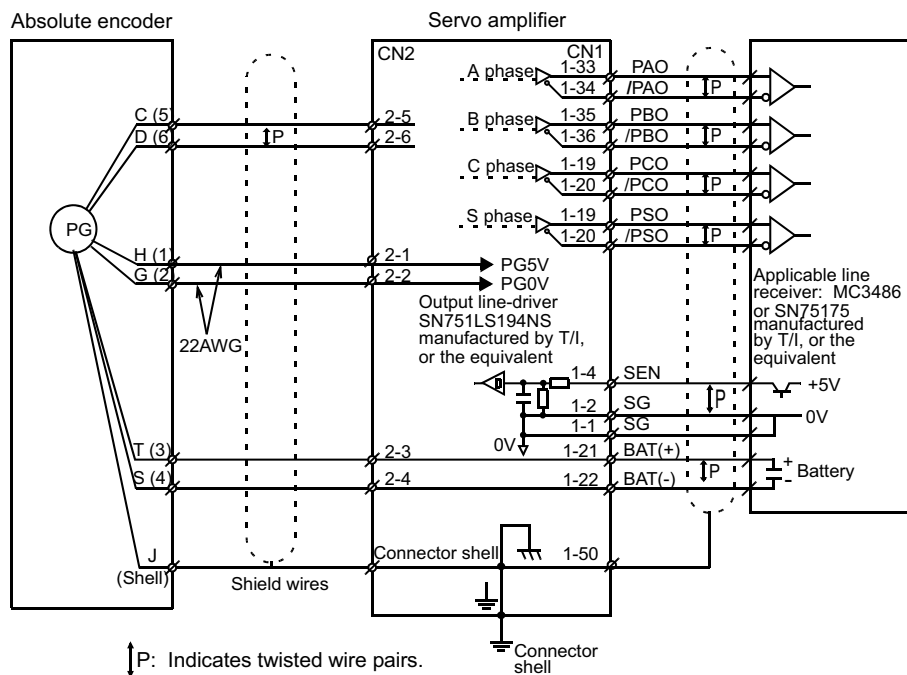 Absolute encoder
Servo amplifier
CN2
CN1
A phase
1-33
PAO
1-34
/PAO
P
B phase
1-35
PBO
1-36
/PBO
P
C phase
1-19
PCO
1-20
/PCO
P
S phase
1-19
PSO
1-20
/PSO
P
C (5)
2-5
D (6)
P
2-6
PG
H (1)
2-1
PG5V
G (2)
2-2
PG0V
22AWG
Output line-driver
SN751LS194NS
manufactured by T/I,
or the equivalent
Applicable line
receiver: MC3486
or SN75175
manufactured
by T/I, or the
equivalent
1-4
SEN
+5V
P
1-2
SG
0V
1-1
SG
0V
T (3)
2-3
1-21
BAT(+)
S (4)
2-4
1-22
BAT(-)
P
+
Battery
-
J
(Shell)
Shield wires
Connector shell
1-50
Connector
shell
P: Indicates twisted wire pairs.